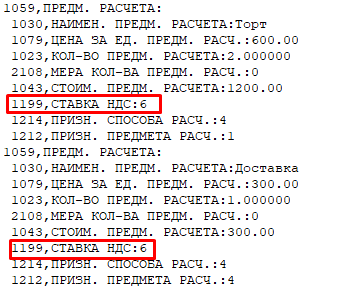 1059,ПРЕДМ. РАСЧЕТА:
1030,НАИМЕН. ПРЕДМ. РАСЧЕТА:Торт
1079,ЦЕНА ЗА ЕД. ПРЕДМ. РАСЧ.:600.00
1023,КОЛ-ВО ПРЕДМ. РАСЧЕТА:2.000000
2108,МЕРА КОЛ-ВА ПРЕДМ. РАСЧ.:0
1043,СТОИМ. ПРЕДМ. РАСЧЕТА:1200.00
1199,СТАВКА НДС:6
1214,ПРИЗН. СПОСОБА РАСЧ.:4
1212,ПРИЗН. ПРЕДМЕТА РАСЧ.:1
1059,ПРЕДМ. РАСЧЕТА:
1030,НАИМЕН. ПРЕДМ. РАСЧЕТА:Доставка
1079,ЦЕНА ЗА ЕД. ПРЕДМ. РАСЧ.:300.00
1023,КОЛ-ВО ПРЕДМ. РАСЧЕТА:1.000000
2108,МЕРА КОЛ-ВА ПРЕДМ. РАСЧ.:0
1043,СТОИМ. ПРЕДМ. РАСЧЕТА:300.00
1199,СТАВКА НДС:6
1214,ПРИЗН. СПОСОБА РАСЧ.:4
1212,ПРИЗН. ПРЕДМЕТА РАСЧ.:4